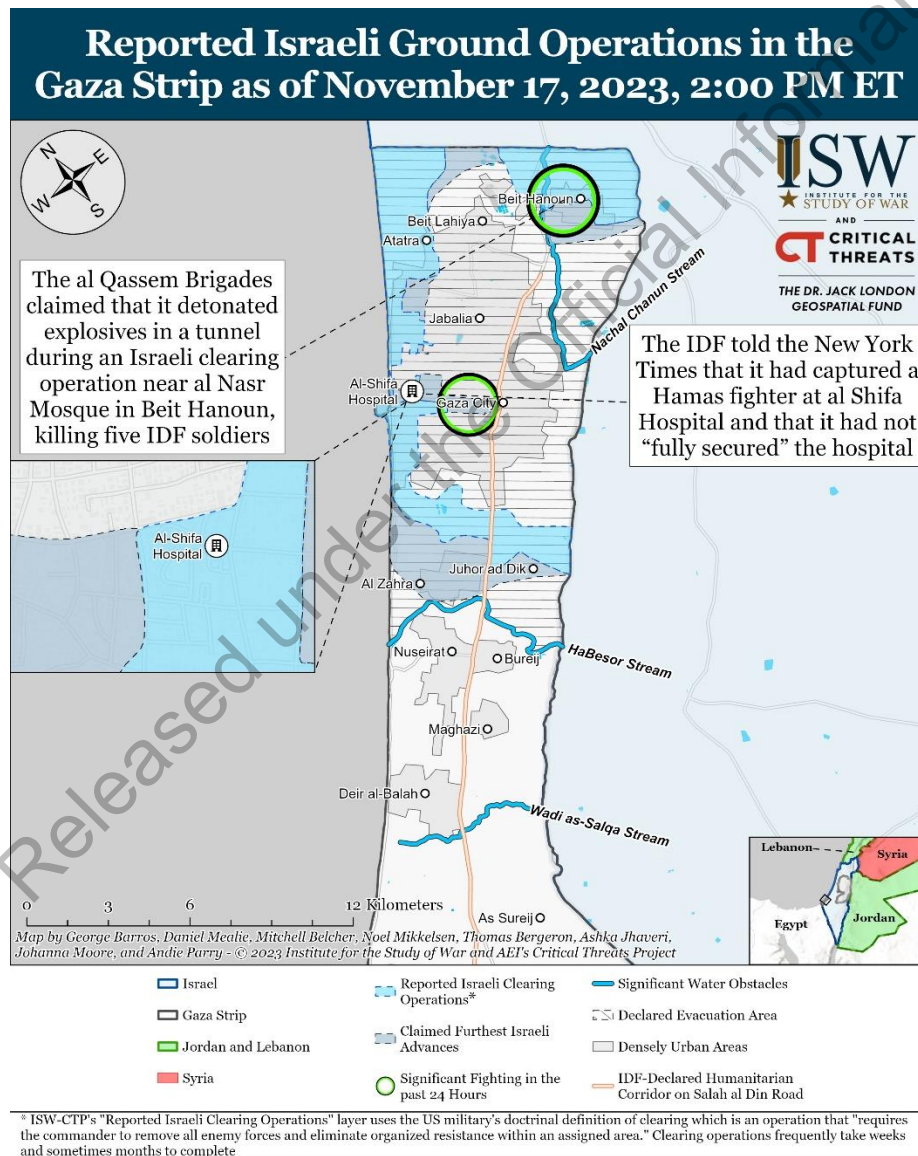 Reported Israeli Ground Operations in the
Gaza Strip as of November 17, 2023, 2:00 PM ET
N
E
W
S
ISW
INSTITUTE FOR THE
STUDY OF WAR
AND
CT CRITICAL
THREATS
THE DR. JACK LONDON
GEOSPATIAL FUND
Beit Hanoun
Beit Lahiya
Atatra
The al Qassem Brigades
claimed that it detonated
explosives in a tunnel
during an Israeli clearing
operation near al Nasr
Mosque in Beit Hanoun,
killing five IDF soldiers
Jabalia
Nachal Chanun Stream
The IDF told the New York
Times that it had captured a
Hamas fighter at al Shifa
Hospital and that it had not
“fully secured” the hospital
Al-Shifa
Hospital
Gaza City
Al-Shifa
Hospital
Juhor ad Dik
Al Zahra
Nuseirat
Bureij
HaBesor Stream
Maghazi
Deir al-Balah
Wadi as-Salqa Stream
As Sureij
Lebanon
Syria
Egypt
Jordan
0 3 6 12 Kilometers
Map by George Barros, Daniel Mealie, Mitchell Belcher, Noel Mikkelsen, Thomas Bergeron, Ashka Jhaveri,
Johanna Moore, and Andie Parry - © 2023 Institute for the Study of War and AEI's Critical Threats Project
Israel
Gaza Strip
Jordan and Lebanon
Syria
Reported Israeli Clearing
Operations*
Claimed Furthest Israeli
Advances
Significant Fighting in the
past 24 Hours
Significant Water Obstacles
Declared Evacuation Area
Densely Urban Areas
IDF-Declared Humanitarian
Corridor on Salah al Din Road
* ISW-CTP's "Reported Israeli Clearing Operations" layer uses the US military's doctrinal definition of clearing which is an operation that "requires
the commander to remove all enemy forces and eliminate organized resistance within an assigned area." Clearing operations frequently take weeks
and sometimes months to complete
Released under the Official Informa